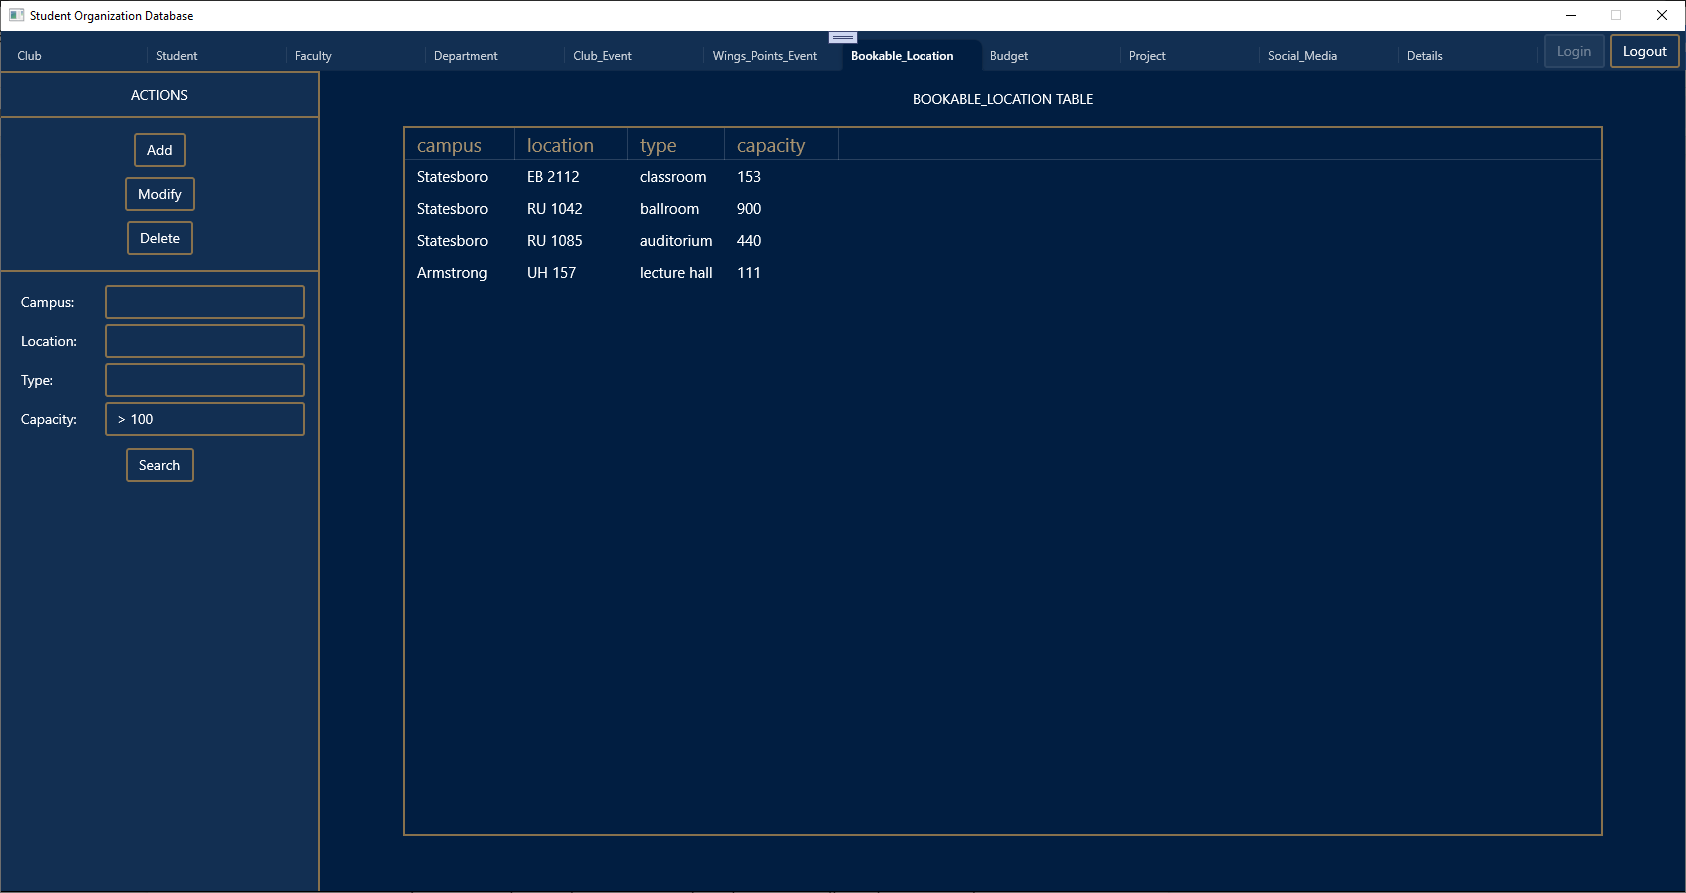 Student Organization Database
Club Student Faculty Department Club_Event Wings_Points_Event Bookable_Location Budget Project Social_Media Details Login Logout
ACTIONS
Add
Modify
Delete
Campus:
Location:
Type:
Capacity: > 100
Search
BOOKABLE_LOCATION TABLE
campus location type capacity
Statesboro EB 2112 classroom 153
Statesboro RU 1042 ballroom 900
Statesboro RU 1085 auditorium 440
Armstrong UH 157 lecture hall 111